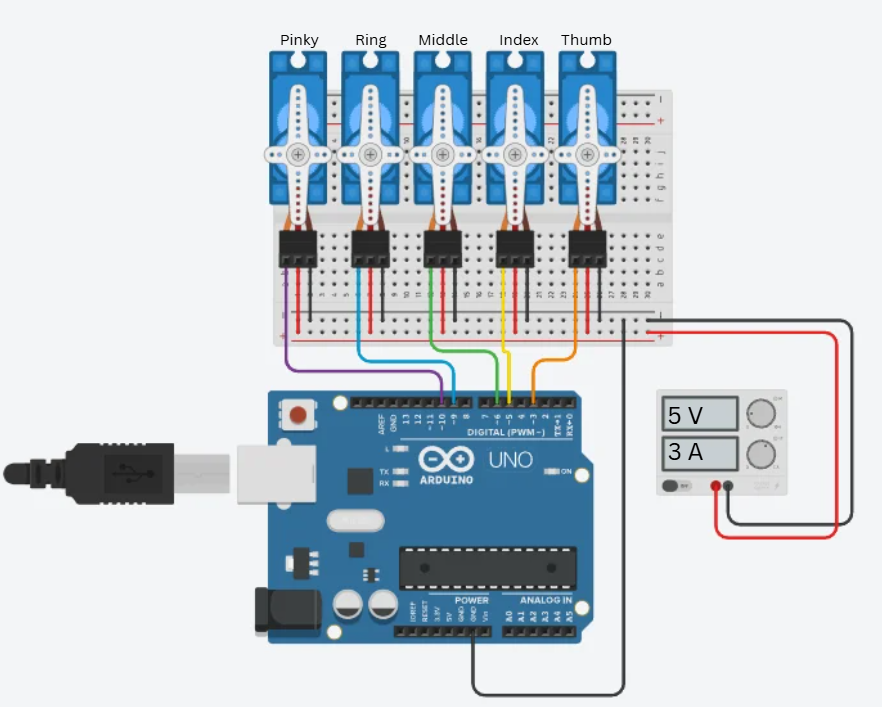 Pinky Ring Middle Index Thumb
j
i
h
g
f
e
d
c
b
a
AREF
GND
13
12
~11
~10
~9
8
7
~6
~5
4
~3
2
TX→1
RX←0
DIGITAL (PWM~)
L
TX
RX
ARDUINO
UNO
ON
5 V
3 A
POWER
ANALOG IN
IOREF
RESET
3.3V
5V
GND
GND
Vin
A0
A1
A2
A3
A4
A5